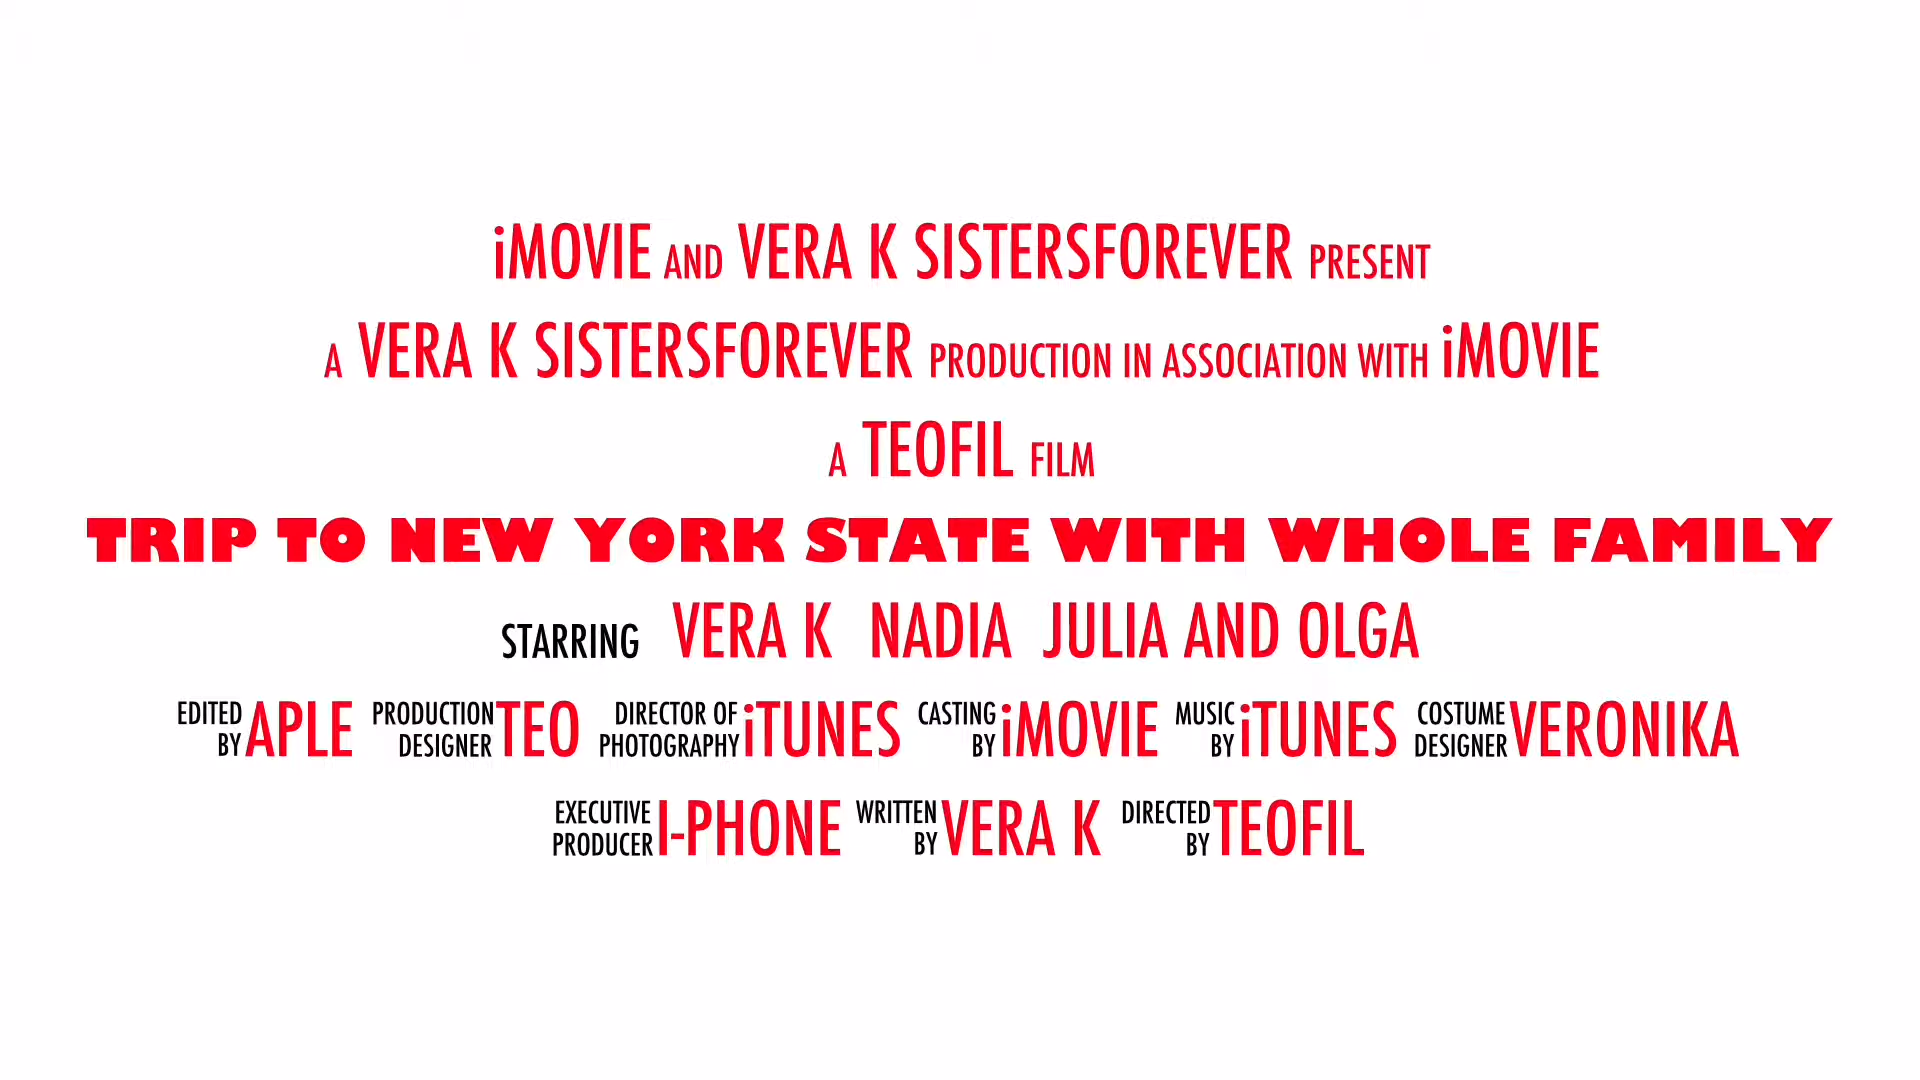 iMOVIE AND VERA K SISTERSFOREVER PRESENT
A VERA K SISTERSFOREVER PRODUCTION IN ASSOCIATION WITH iMOVIE
A TEOFIL FILM
TRIP TO NEW YORK STATE WITH WHOLE FAMILY
STARRING VERA K NADIA JULIA AND OLGA
EDITED BY APLE PRODUCTION DESIGNER TEO DIRECTOR OF PHOTOGRAPHY iTUNES CASTING BY iMOVIE MUSIC BY iTUNES COSTUME DESIGNER VERONIKA
EXECUTIVE PRODUCER I-PHONE WRITTEN BY VERA K DIRECTED BY TEOFIL